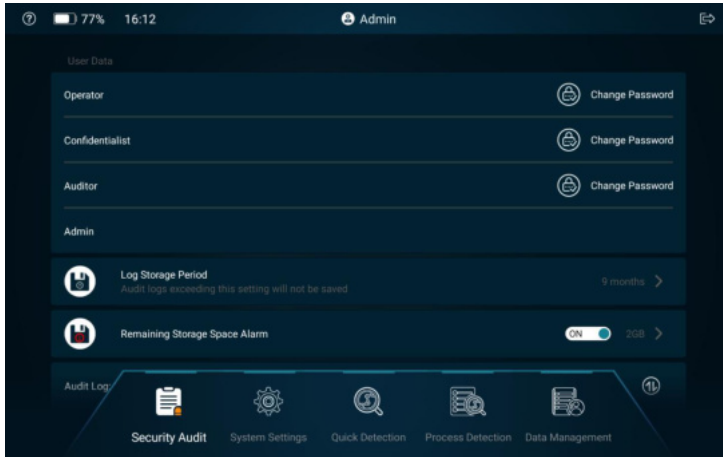 77% 16:12 Admin
User Data
Operator Change Password
Confidentialist Change Password
Auditor Change Password
Admin
Log Storage Period
Audit logs exceeding this setting will not be saved
9 months
Remaining Storage Space Alarm ON 2GB
Audit Log
Security Audit System Settings Quick Detection Process Detection Data Management